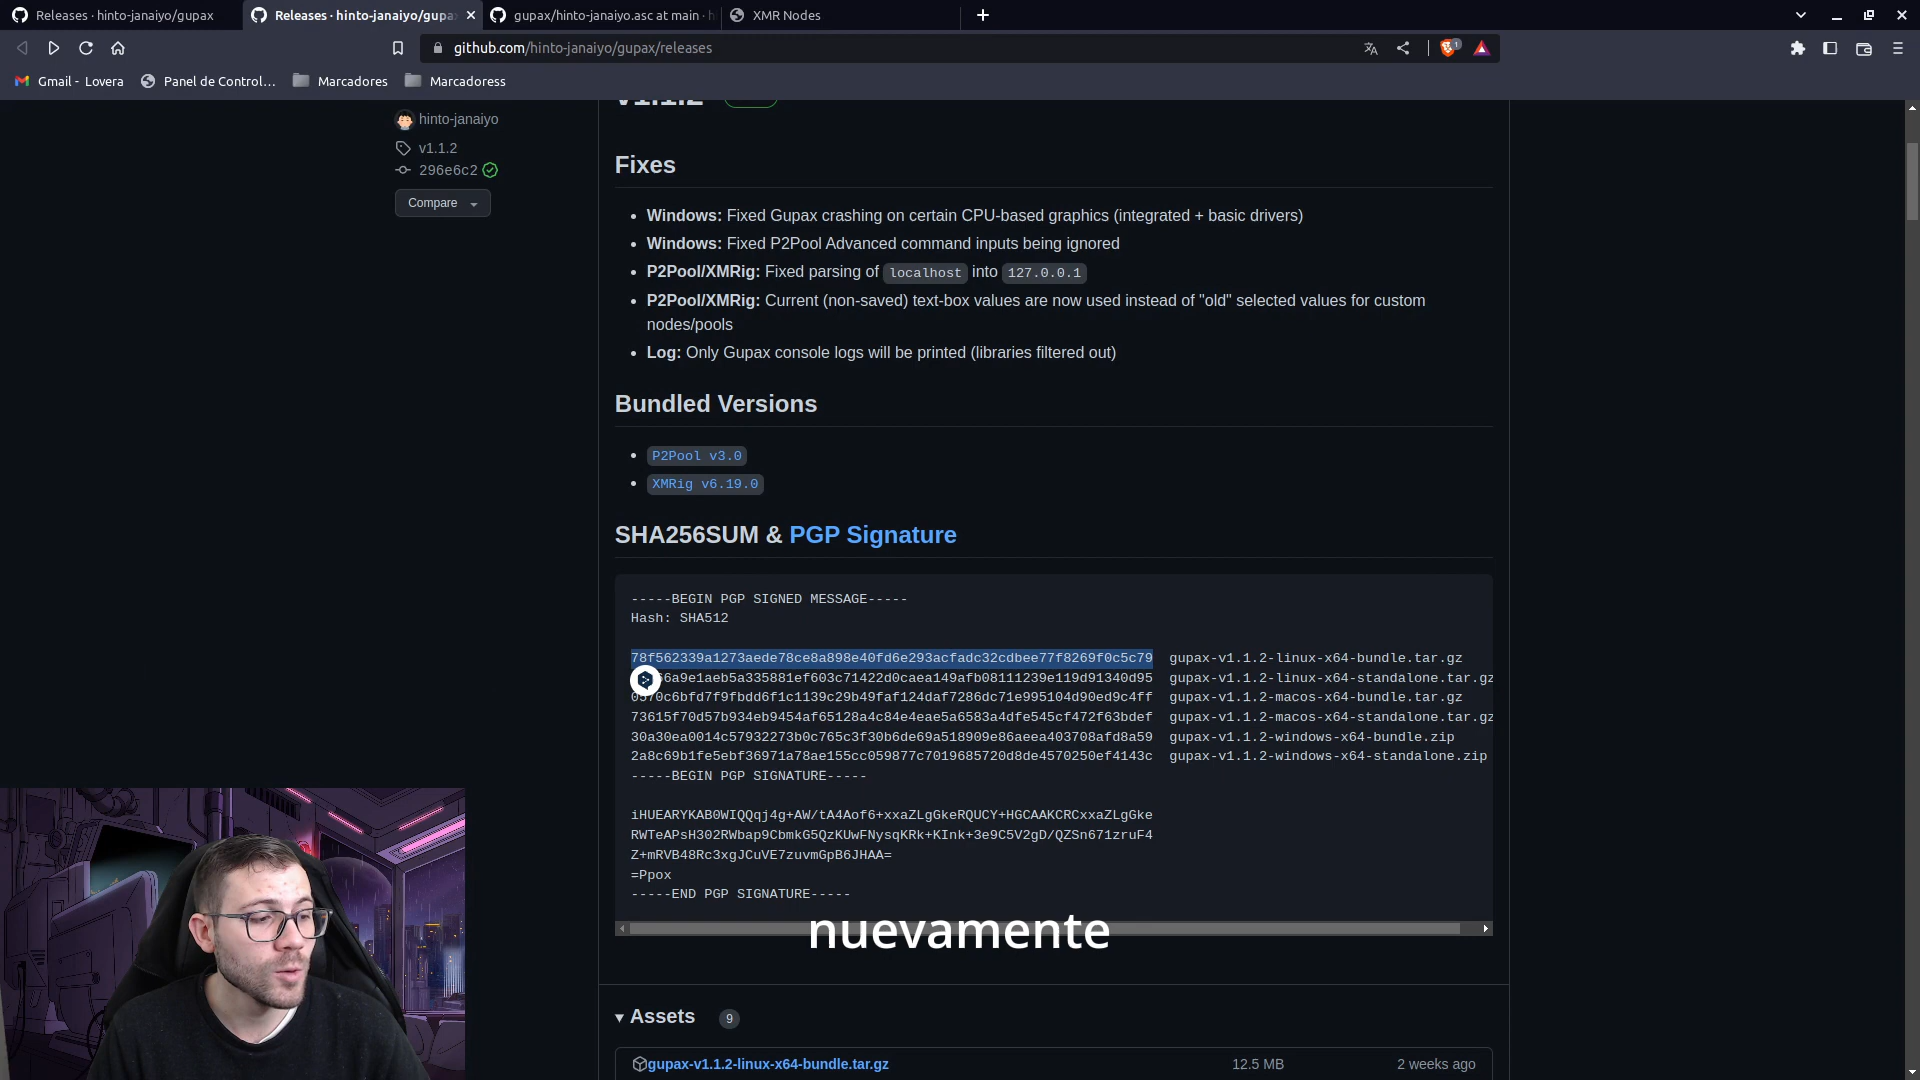 Releases · hinto-janaiyo/gupax
Releases · hinto-janaiyo/gupax
gupax/hinto-janaiyo.asc at main · h
XMR Nodes
github.com/hinto-janaiyo/gupax/releases
1
Gmail - Lovera
Panel de Control…
Marcadores
Marcadoress
v1.1.2
hinto-janaiyo
v1.1.2
296e6c2
Compare
Fixes
Windows: Fixed Gupax crashing on certain CPU-based graphics (integrated + basic drivers)
Windows: Fixed P2Pool Advanced command inputs being ignored
P2Pool/XMRig: Fixed parsing of localhost into 127.0.0.1
P2Pool/XMRig: Current (non-saved) text-box values are now used instead of "old" selected values for custom
nodes/pools
Log: Only Gupax console logs will be printed (libraries filtered out)
Bundled Versions
P2Pool v3.0
XMRig v6.19.0
SHA256SUM & PGP Signature
-----BEGIN PGP SIGNED MESSAGE-----
Hash: SHA512
78f562339a1273aede78ce8a898e40fd6e293acfadc32cdbee77f8269f0c5c79 gupax-v1.1.2-linux-x64-bundle.tar.gz
6a9e1aeb5a335881ef603c71422d0caea149afb08111239e119d91340d95 gupax-v1.1.2-linux-x64-standalone.tar.gz
0570c6bfd7f9fbdd6f1c1139c29b49faf124daf7286dc71e995104d90ed9c4ff gupax-v1.1.2-macos-x64-bundle.tar.gz
73615f70d57b934eb9454af65128a4c84e4eae5a6583a4dfe545cf472f63bdef gupax-v1.1.2-macos-x64-standalone.tar.gz
30a30ea0014c57932273b0c765c3f30b6de69a518909e86aeea403708afd8a59 gupax-v1.1.2-windows-x64-bundle.zip
2a8c69b1fe5ebf36971a78ae155cc059877c7019685720d8de4570250ef4143c gupax-v1.1.2-windows-x64-standalone.zip
-----BEGIN PGP SIGNATURE-----
iHUEARYKAB0WIQQqj4g+AW/tA4Aof6+xxaZLgGkeRQUCY+HGCAAKCRCxxaZLgGke
RWTeAPsH302RWbap9CbmkG5QzKUwFNysqKRk+KInk+3e9C5V2gD/QZSn671zruF4
Z+mRVB48Rc3xgJCuVE7zuvmGpB6JHAA=
=Ppox
-----END PGP SIGNATURE-----
nuevamente
Assets 9
gupax-v1.1.2-linux-x64-bundle.tar.gz 12.5 MB 2 weeks ago